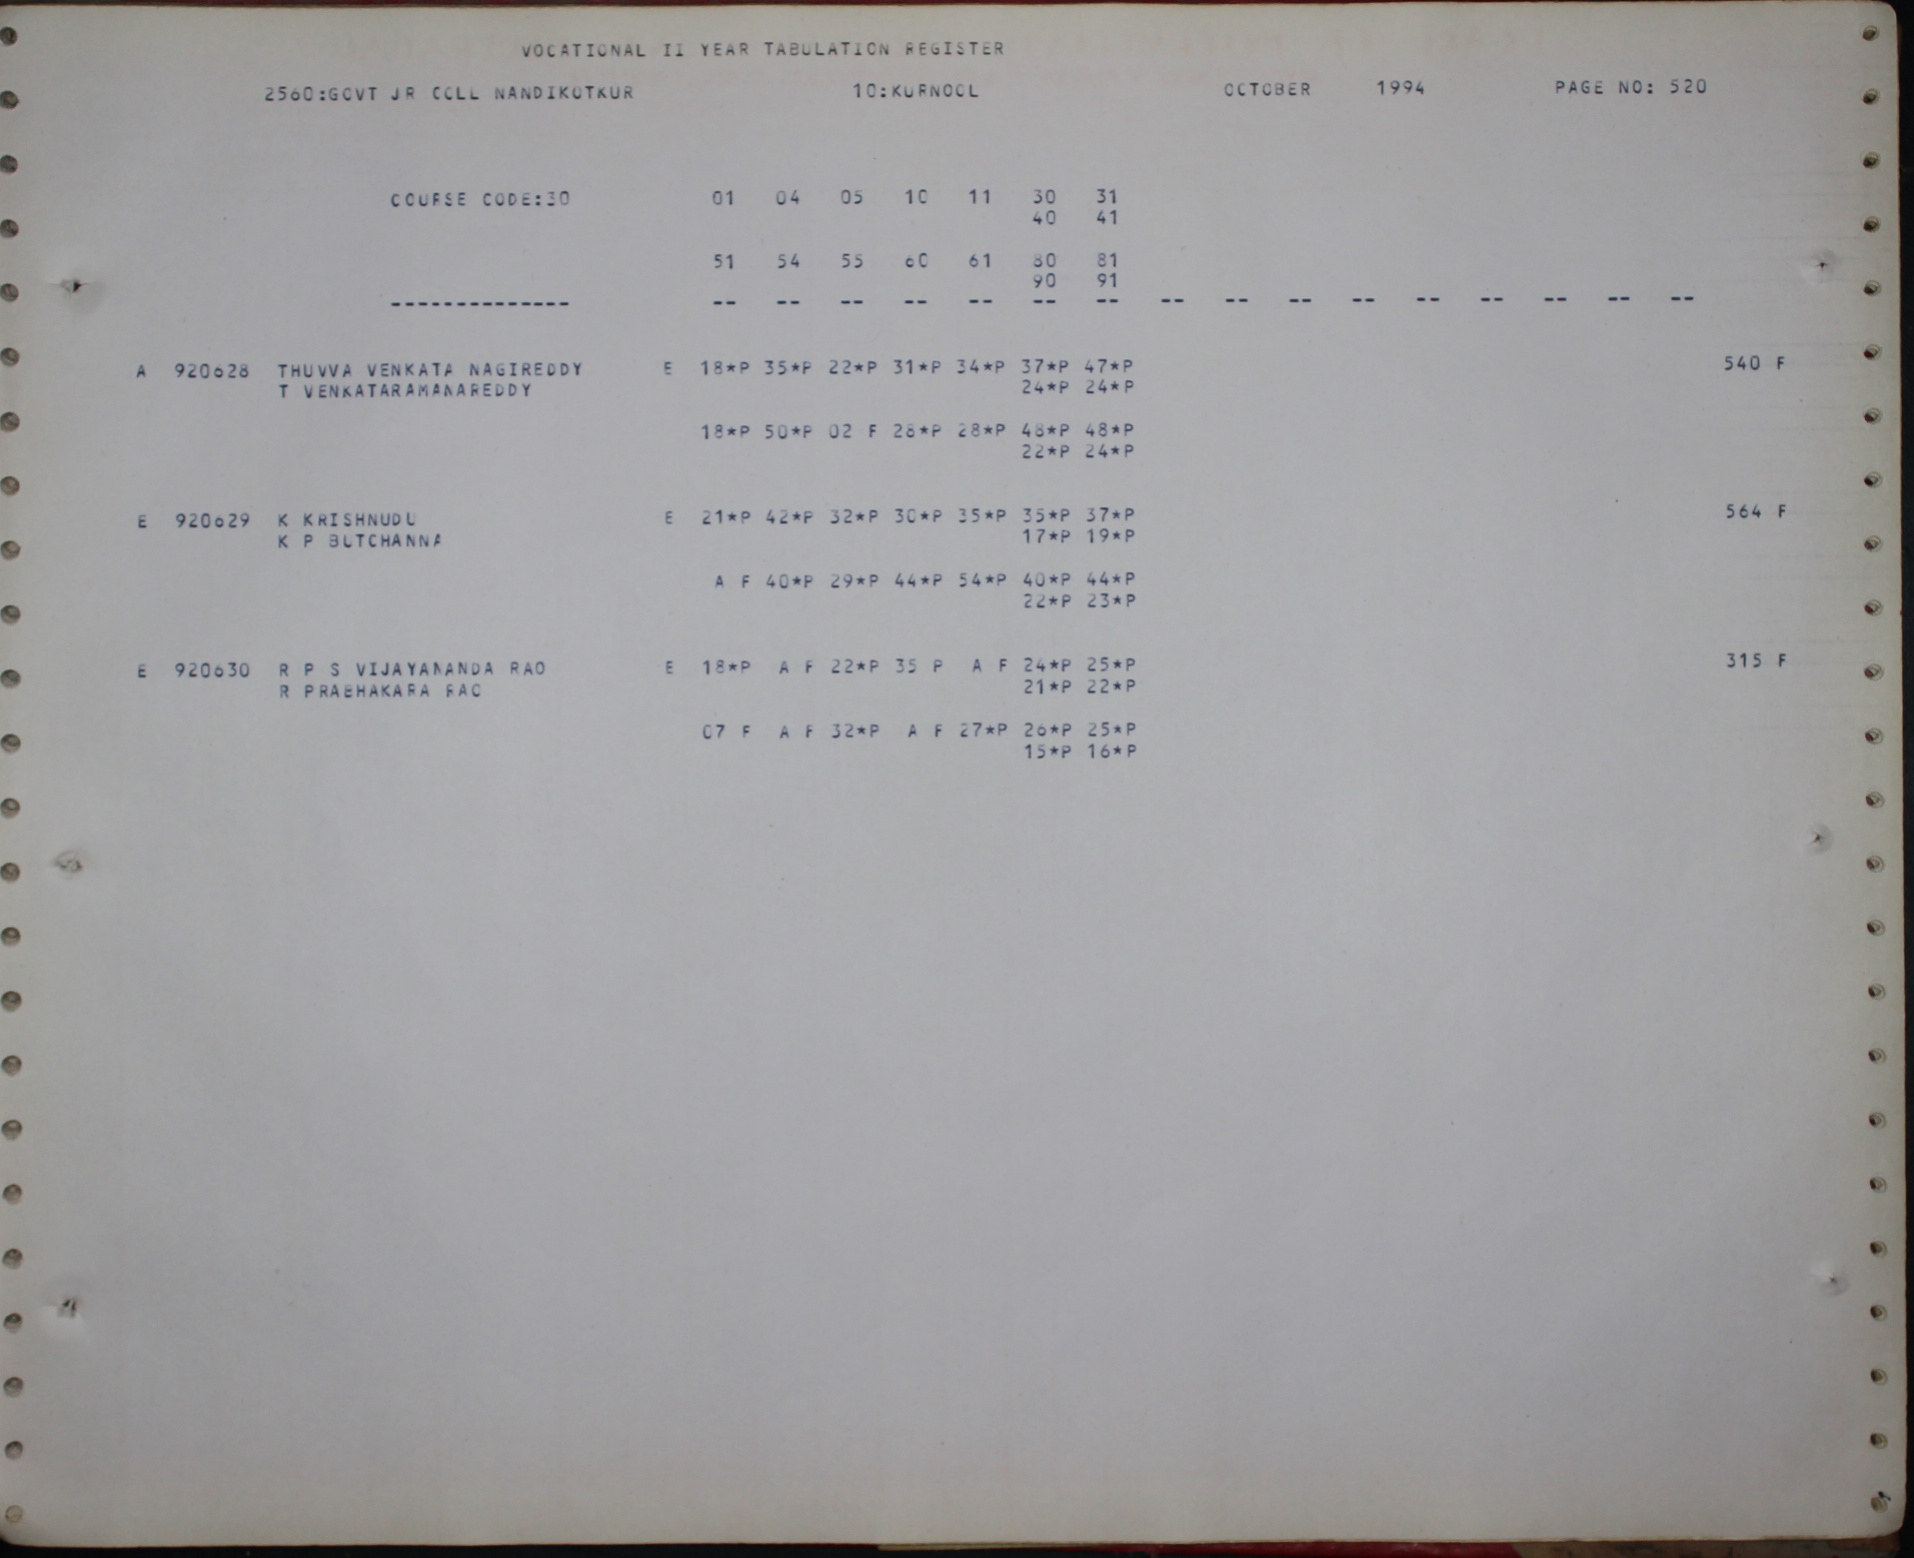 VOCATIONAL II YEAR TABULATION REGISTER
2560:GOVT JR COLL NANDIKOTKUR 10:KURNOOL OCTOBER 1994 PAGE NO: 520
COURSE CODE:30 01 04 05 10 11 30 31
40 41
51 54 55 60 61 80 81
90 91
-------------- -- -- -- -- -- -- -- -- -- -- -- -- -- -- -- --
A 920628 THUVVA VENKATA NAGIREDDY E 18*P 35*P 22*P 31*P 34*P 37*P 47*P 540 F
T VENKATARAMANAREDDY 24*P 24*P
18*P 50*P 02 F 28*P 28*P 48*P 48*P
22*P 24*P
E 920629 K KRISHNUDU E 21*P 42*P 32*P 30*P 35*P 35*P 37*P 564 F
K P BUTCHANNA 17*P 19*P
A F 40*P 29*P 44*P 54*P 40*P 44*P
22*P 23*P
E 920630 R P S VIJAYANANDA RAO E 18*P A F 22*P 35 P A F 24*P 25*P 315 F
R PRABHAKARA RAO 21*P 22*P
07 F A F 32*P A F 27*P 26*P 25*P
15*P 16*P